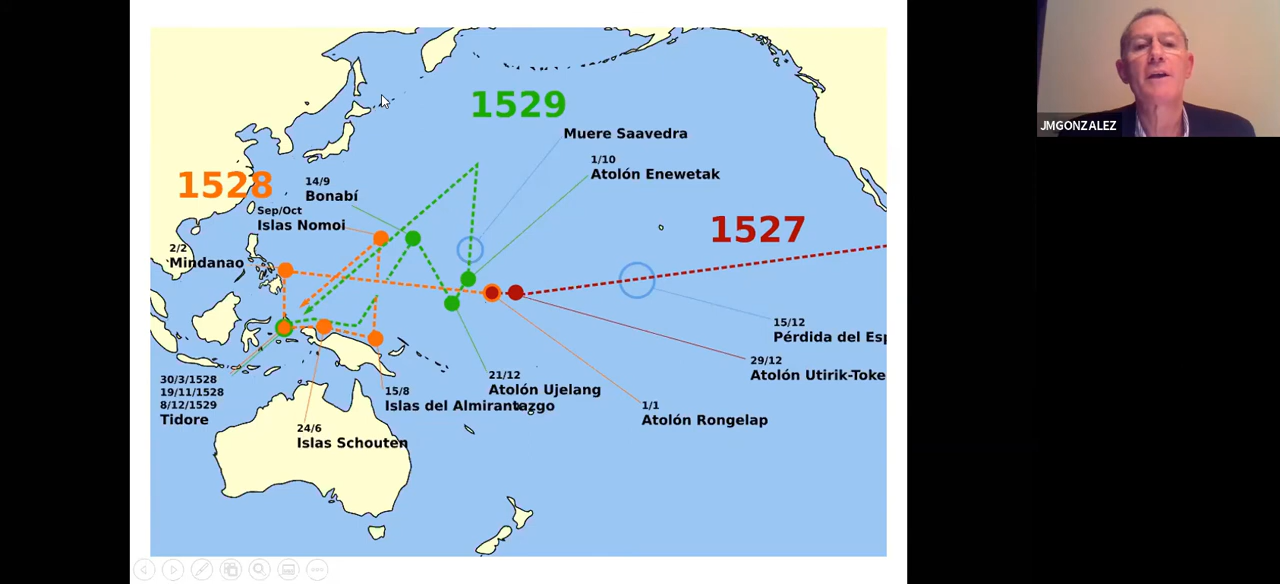 1529
Muere Saavedra
1/10
Atolón Enewetak
1528
14/9
Bonabí
Sep/Oct
Islas Nomoi
2/2
Mindanao
1527
15/12
Pérdida del Esp
29/12
Atolón Utirik-Toke
30/3/1528
19/11/1528
8/12/1529
Tidore
24/6
Islas Schouten
15/8
Islas del Almirantazgo
21/12
Atolón Ujelang
1/1
Atolón Rongelap
JMGONZALEZ